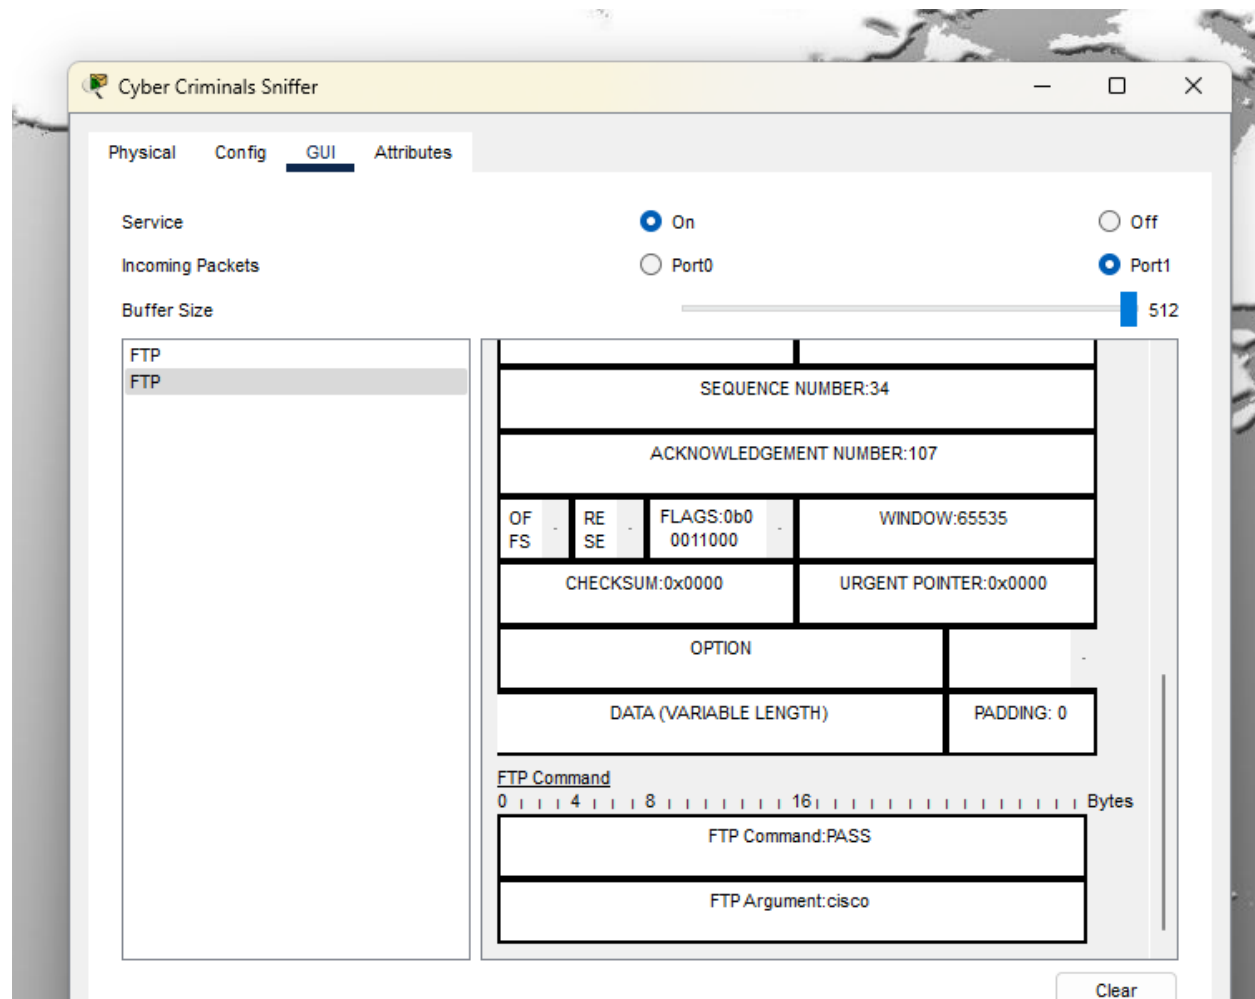 Cyber Criminals Sniffer
Physical Config GUI Attributes
Service On Off
Incoming Packets Port0 Port1
Buffer Size 512
FTP
FTP
SEQUENCE NUMBER:34
ACKNOWLEDGEMENT NUMBER:107
OF
FS
RE
SE
FLAGS:0b0
0011000
WINDOW:65535
CHECKSUM:0x0000 URGENT POINTER:0x0000
OPTION
DATA (VARIABLE LENGTH) PADDING: 0
FTP Command
0 4 8 16 Bytes
FTP Command:PASS
FTP Argument:cisco
Clear